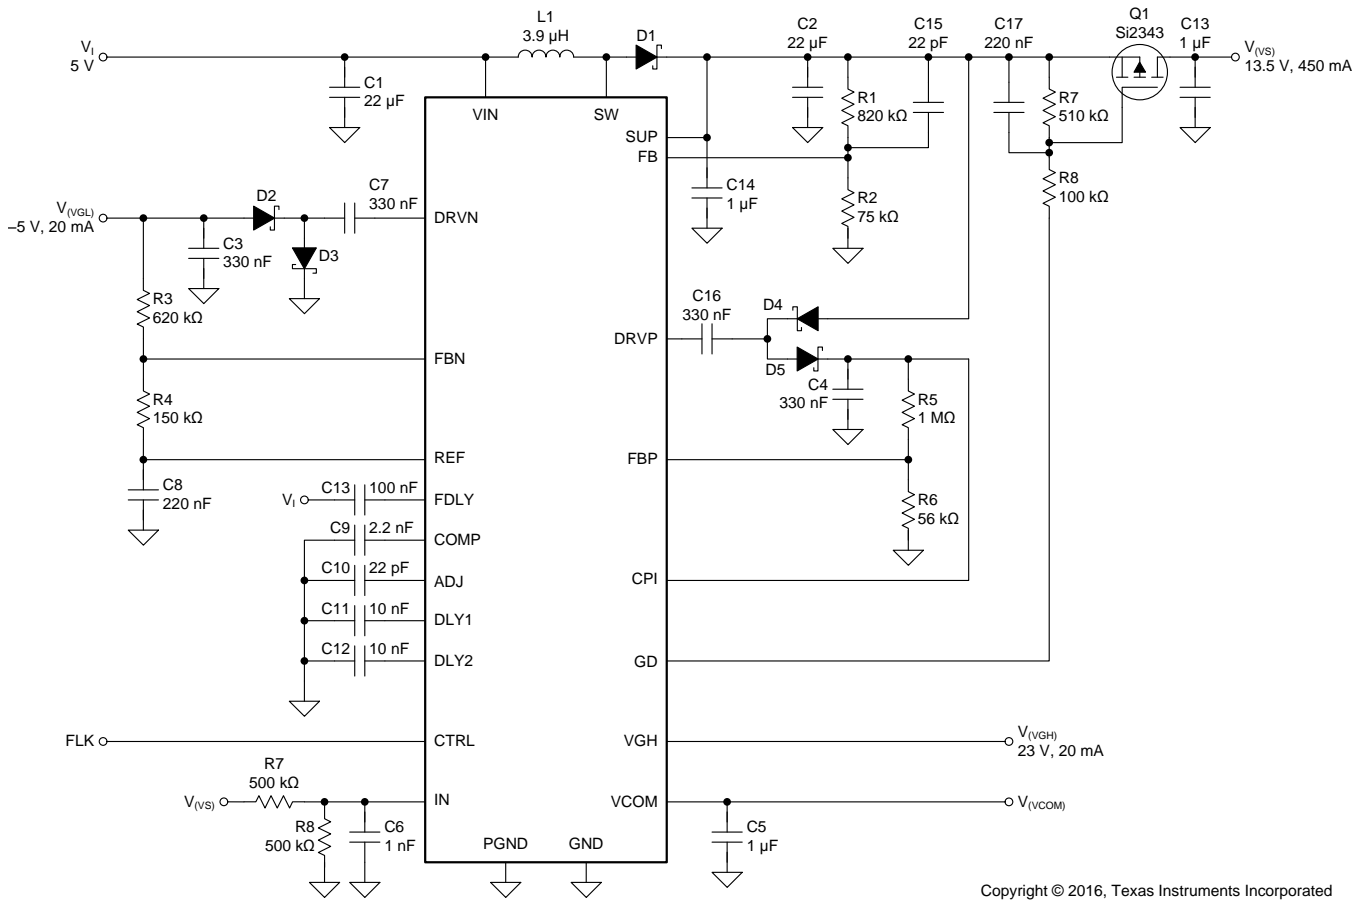 L1
3.9 µH
D1
C2
22 µF
C15
22 pF
C17
220 nF
Q1
Si2343
C13
1 µF
V(VS)
13.5 V, 450 mA
VI
5 V
C1
22 µF
VIN
SW
R1
820 kΩ
R7
510 kΩ
SUP
FB
C14
1 µF
R2
75 kΩ
R8
100 kΩ
V(VGL)
–5 V, 20 mA
D2
C7
330 nF
DRVN
C3
330 nF
D3
R3
620 kΩ
C16
330 nF
D4
DRVP
D5
FBN
C4
330 nF
R5
1 MΩ
R4
150 kΩ
REF
FBP
C8
220 nF
VI
C13
100 nF
FDLY
R6
56 kΩ
C9
2.2 nF
COMP
C10
22 pF
ADJ
CPI
C11
10 nF
DLY1
C12
10 nF
DLY2
GD
FLK
CTRL
VGH
V(VGH)
23 V, 20 mA
R7
500 kΩ
V(VS)
IN
VCOM
V(VCOM)
R8
500 kΩ
C6
1 nF
PGND
GND
C5
1 µF
Copyright © 2016, Texas Instruments Incorporated